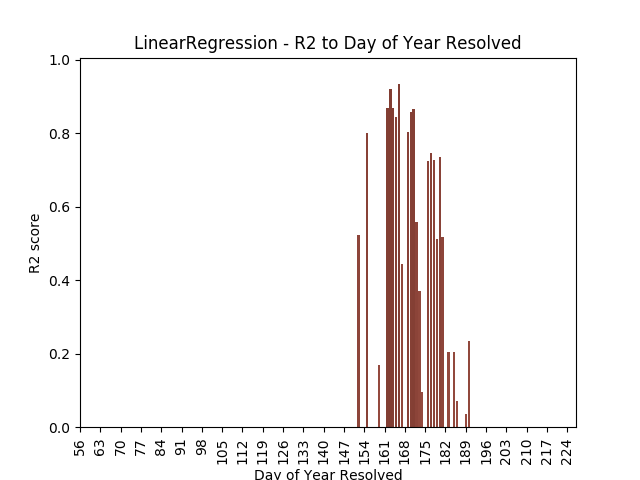 LinearRegression - R2 to Day of Year Resolved
1.0
0.8
0.6
0.4
0.2
0.0
R2 score
56 63 70 77 84 91 98 105 112 119 126 133 140 147 154 161 168 175 182 189 196 203 210 217 224
Day of Year Resolved